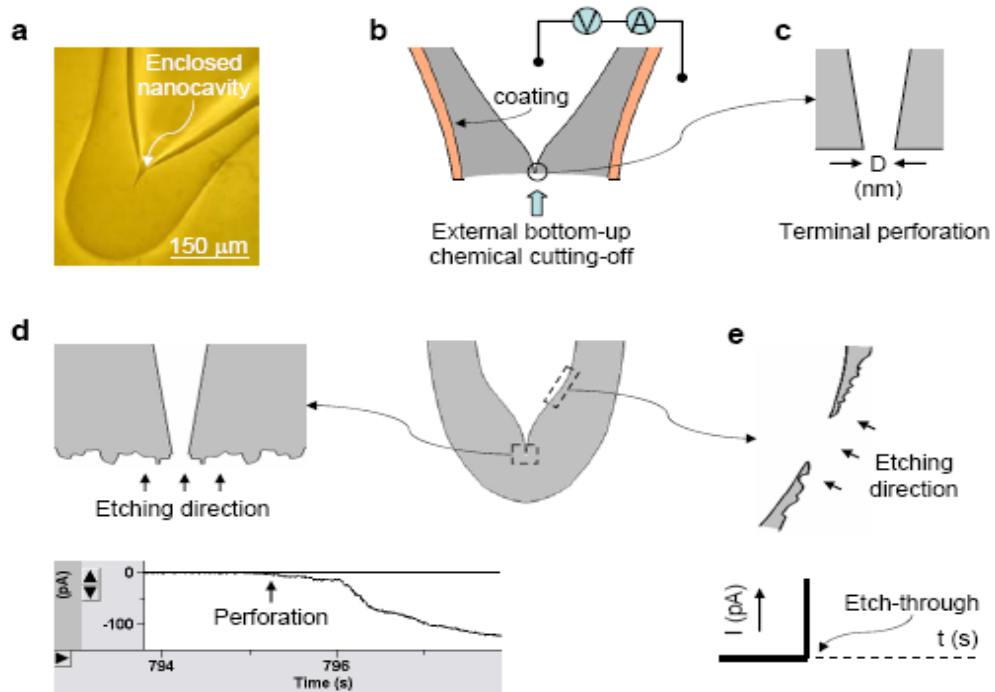 a
Enclosed
nanocavity
150 μm
b
V
A
coating
External bottom-up
chemical cutting-off
c
D
(nm)
Terminal perforation
d
Etching direction
e
Etching
direction
(pA)
0
-100
Perforation
794
796
Time (s)
I (pA)
Etch-through
t (s)